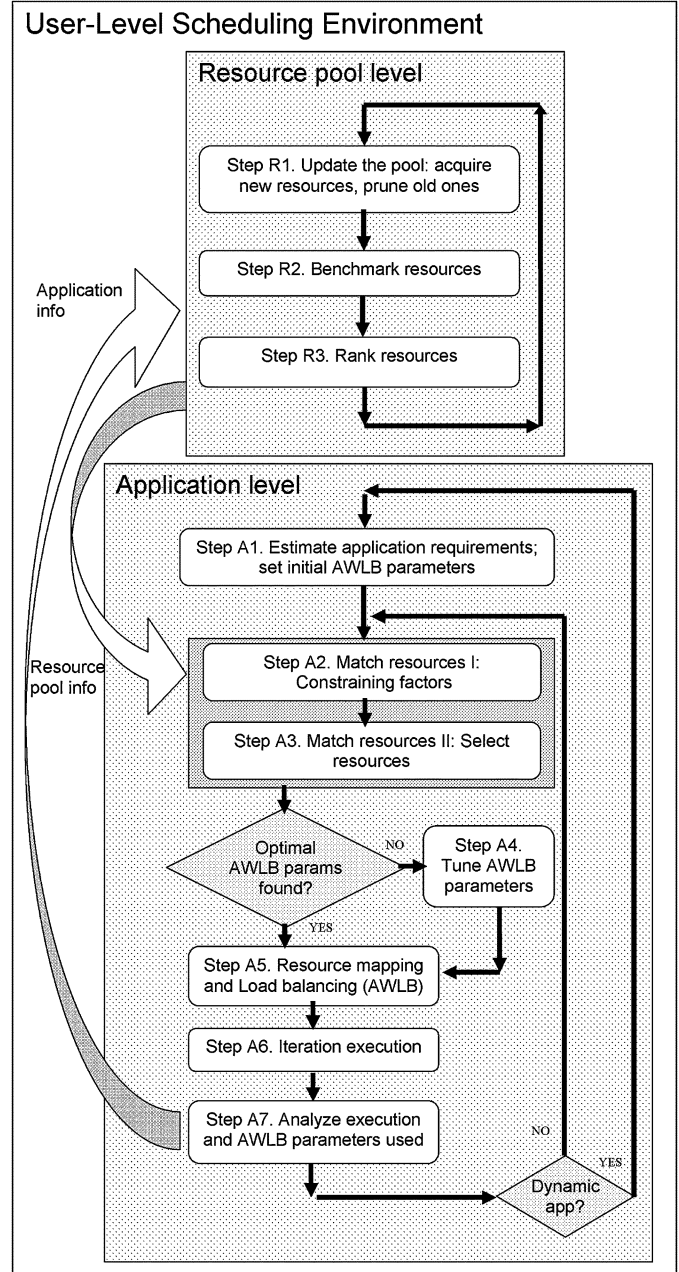 User-Level Scheduling Environment
Resource pool level
Step R1. Update the pool: acquire
new resources, prune old ones
Step R2. Benchmark resources
Application
info
Step R3. Rank resources
Application level
Step A1. Estimate application requirements;
set initial AWLB parameters
Step A2. Match resources I:
Constraining factors
Resource
pool info
Step A3. Match resources II: Select
resources
Optimal
AWLB params
found?
NO
Step A4.
Tune AWLB
parameters
YES
Step A5. Resource mapping
and Load balancing (AWLB)
Step A6. Iteration execution
Step A7. Analyze execution
and AWLB parameters used
NO
YES
Dynamic
app?